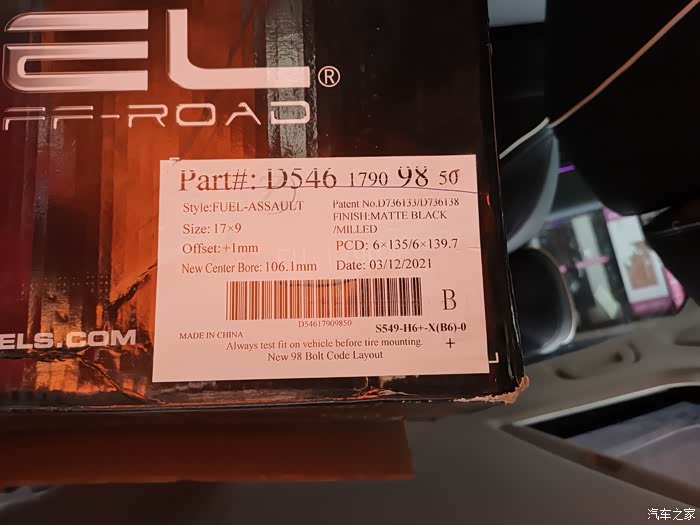 EL®
FF-ROAD
Part#: D546 1790 98 50
Style:FUEL-ASSAULT
Patent No.D736133/D736138
Size: 17×9
FINISH:MATTE BLACK
/MILLED
Offset:+1mm
PCD: 6×135/6×139.7
New Center Bore: 106.1mm
Date: 03/12/2021
B
D54617909850
MADE IN CHINA
S549-H6+-X(B6)-0
Always test fit on vehicle before tire mounting.
+
New 98 Bolt Code Layout
ELS.COM
汽车之家